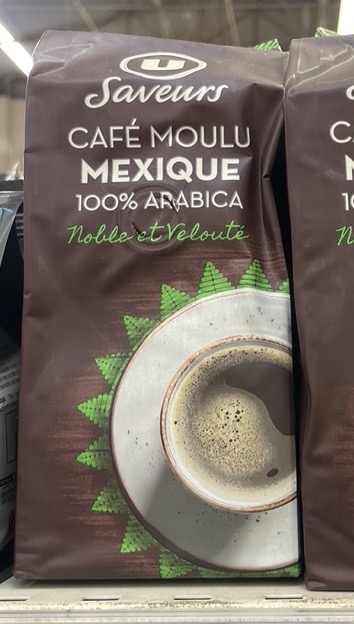 U
Saveurs
CAFÉ MOULU
MEXIQUE
100% ARABICA
Noble et Velouté